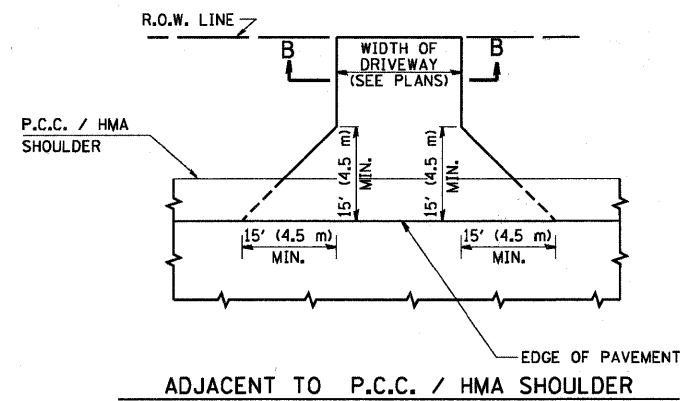 R.O.W. LINE
B
B
WIDTH OF
DRIVEWAY
(SEE PLANS)
P.C.C. / HMA
SHOULDER
15' (4.5 m)
MIN.
15' (4.5 m)
MIN.
15' (4.5 m)
MIN.
15' (4.5 m)
MIN.
EDGE OF PAVEMENT
ADJACENT TO P.C.C. / HMA SHOULDER